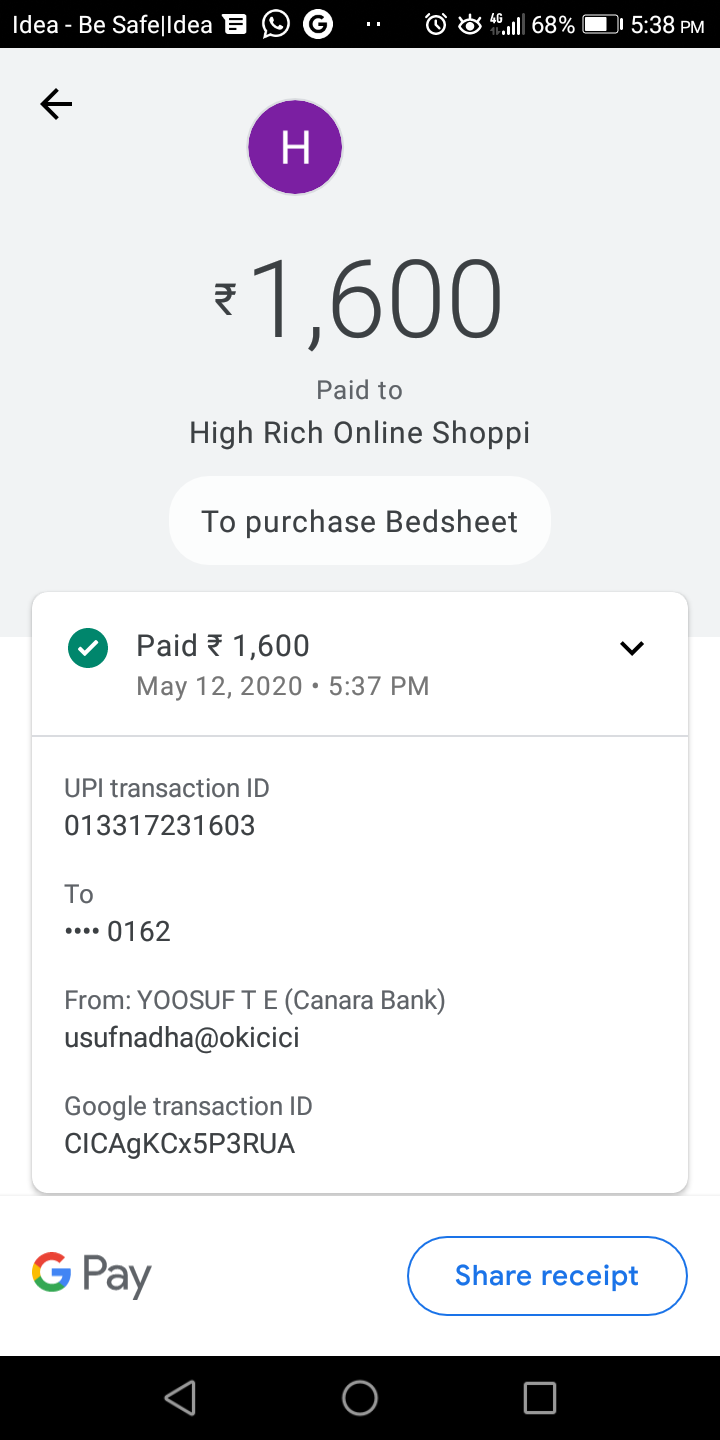 Idea - Be Safe|Idea 4G 68% 5:38 PM
H
₹1,600
Paid to
High Rich Online Shoppi
To purchase Bedsheet
Paid ₹ 1,600
May 12, 2020 • 5:37 PM
UPI transaction ID
013317231603
To
•••• 0162
From: YOOSUF T E (Canara Bank)
usufnadha@okicici
Google transaction ID
CICAgKCx5P3RUA
G Pay
Share receipt